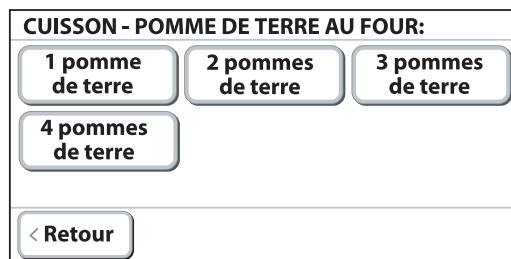 CUISSON - POMME DE TERRE AU FOUR:
1 pomme
de terre
2 pommes
de terre
3 pommes
de terre
4 pommes
de terre
< Retour